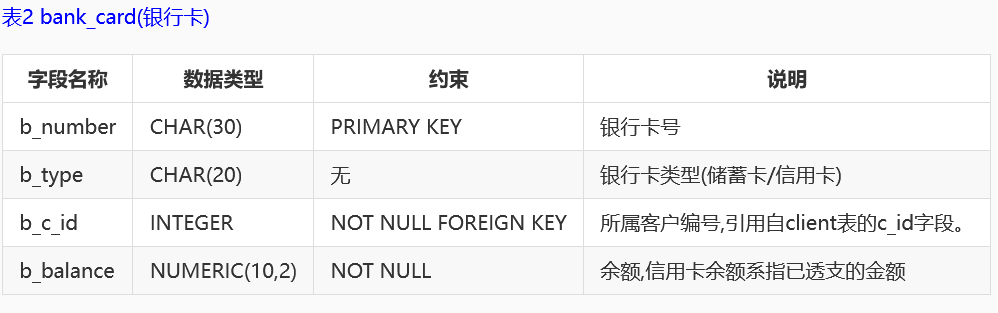 表2 bank_card(银行卡)
字段名称 数据类型 约束 说明
b_number CHAR(30) PRIMARY KEY 银行卡号
b_type CHAR(20) 无 银行卡类型(储蓄卡/信用卡)
b_c_id INTEGER NOT NULL FOREIGN KEY 所属客户编号,引用自client表的c_id字段。
b_balance NUMERIC(10,2) NOT NULL 余额,信用卡余额系指已透支的金额